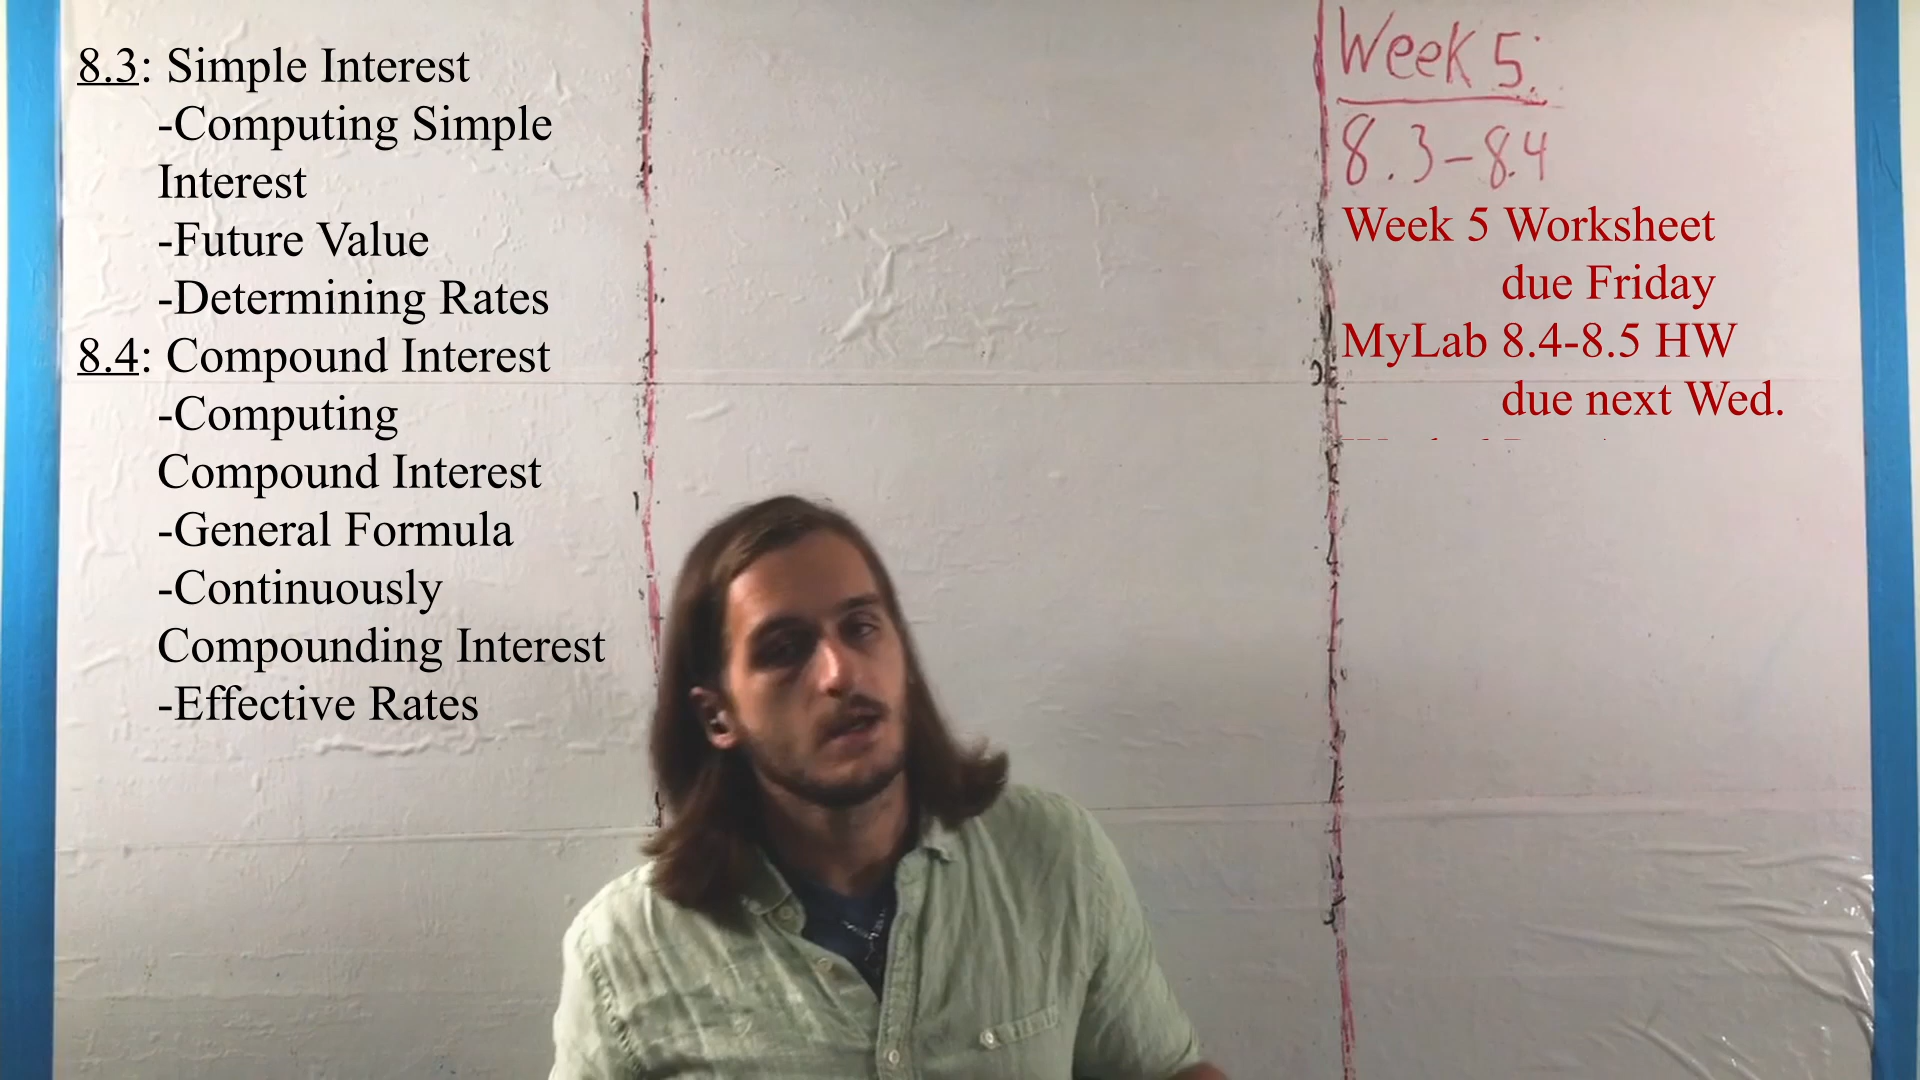 8.3: Simple Interest
-Computing Simple
Interest
-Future Value
-Determining Rates
8.4: Compound Interest
-Computing
Compound Interest
-General Formula
-Continuously
Compounding Interest
-Effective Rates
Week 5:
8.3-8.4
Week 5 Worksheet
due Friday
MyLab 8.4-8.5 HW
due next Wed.